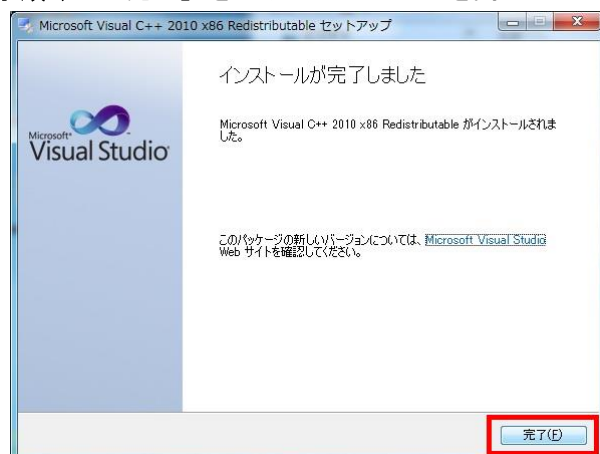 Microsoft Visual C++ 2010 x86 Redistributable セットアップ
インストールが完了しました
Microsoft Visual C++ 2010 x86 Redistributable がインストールされま
した。
Microsoft®
Visual Studio®
このパッケージの新しいバージョンについては、Microsoft Visual Studio
Web サイトを確認してください。
完了(F)